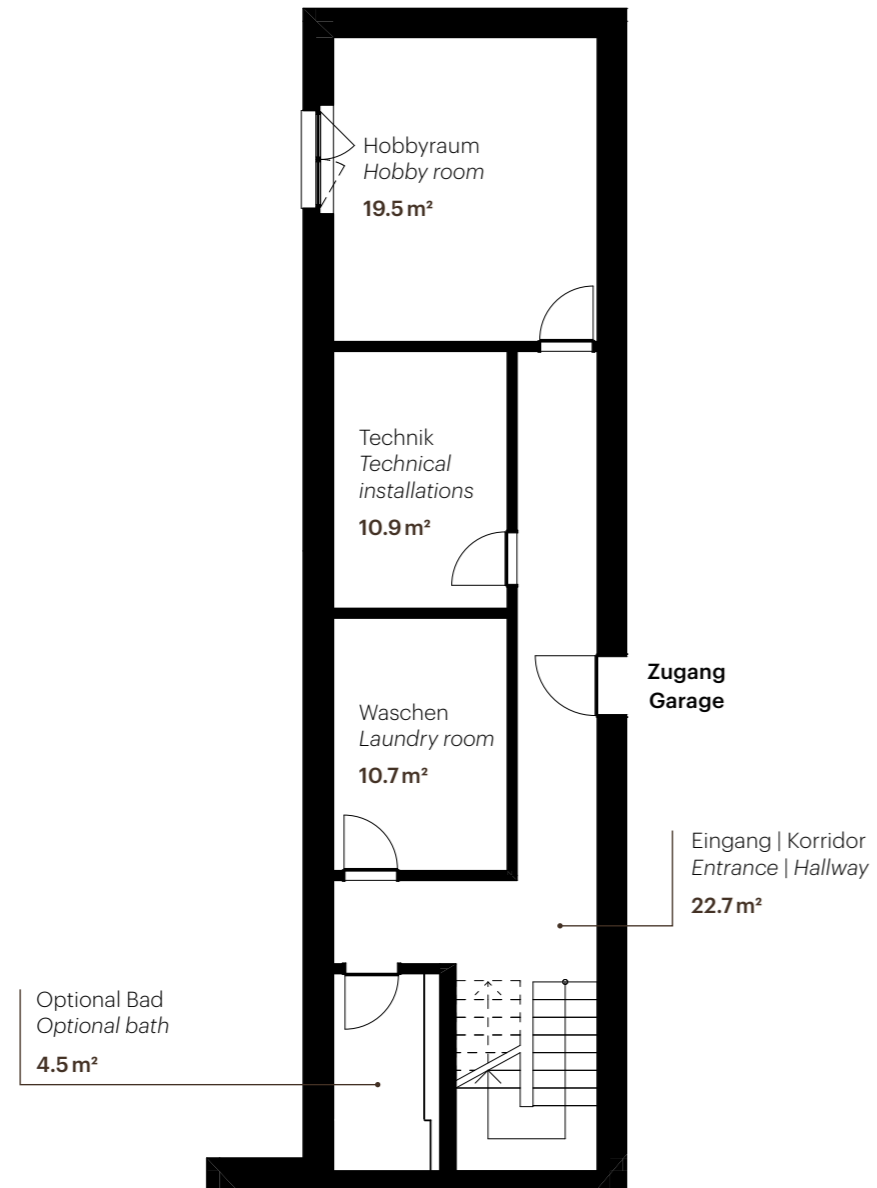 Hobbyraum
Hobby room
19.5 m²
Technik
Technical
installations
10.9 m²
Zugang
Garage
Waschen
Laundry room
10.7 m²
Eingang | Korridor
Entrance | Hallway
22.7 m²
Optional Bad
Optional bath
4.5 m²